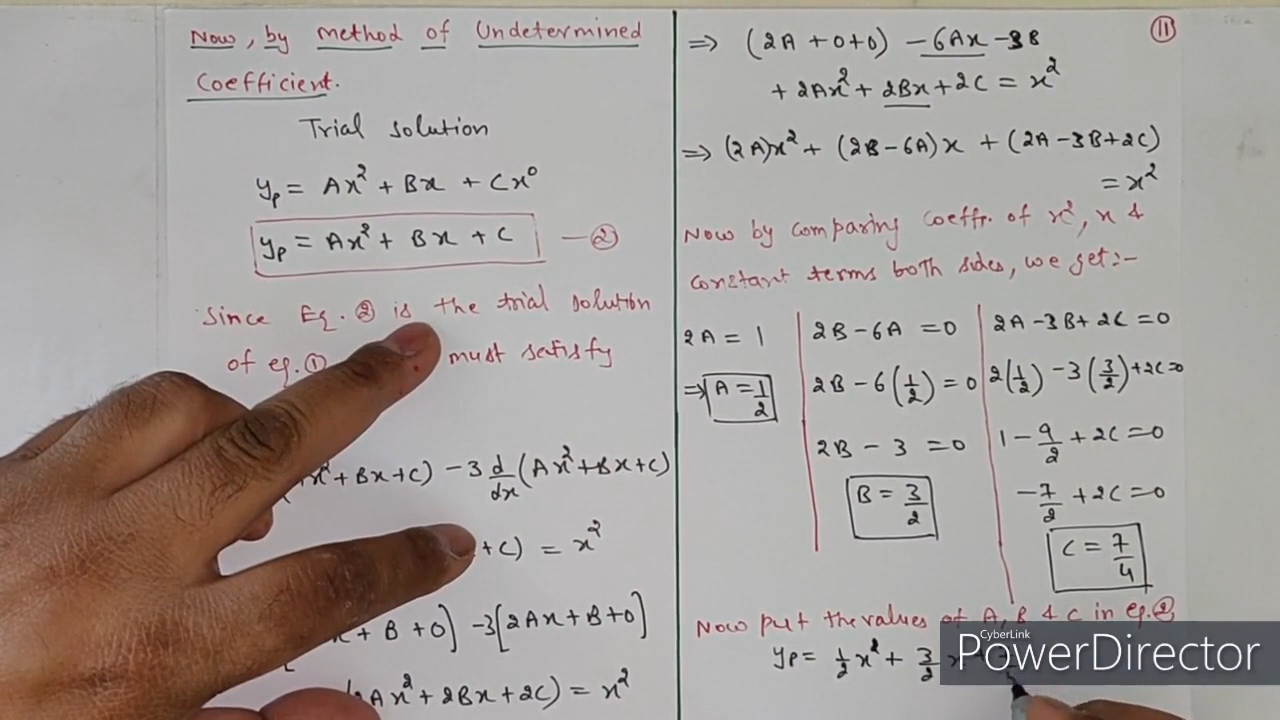 Now, by method of Undetermined
Coefficient.
Trial solution
yₚ = Ax² + Bx + Cx⁰
yₚ = Ax² + Bx + C —②
Since Eq. ② is the trial solution
of eq. ① must satisfy
x² + Bx + C) - 3 d/dx (Ax² + Bx + C)
+ C) = x²
x + B + 0] - 3[2Ax + B + 0]
Ax² + 2Bx + 2C) = x²
⑪
⇒ (2A + 0 + 0) - 6Ax - 3B
+ 2Ax² + 2Bx + 2C = x²
⇒ (2A)x² + (2B - 6A)x + (2A - 3B + 2C)
= x²
Now by comparing coeffr. of x², x &
constant terms both sides, we get:-
2A = 1
⇒ A = 1/2
2B - 6A = 0
2B - 6(1/2) = 0
2B - 3 = 0
B = 3/2
2A - 3B + 2C = 0
2(1/2) - 3(3/2) + 2C = 0
1 - 9/2 + 2C = 0
-7/2 + 2C = 0
C = 7/4
Now put the values of A, B & C in eq. ②
yₚ = 1/2 x² + 3/2
CyberLink
PowerDirector